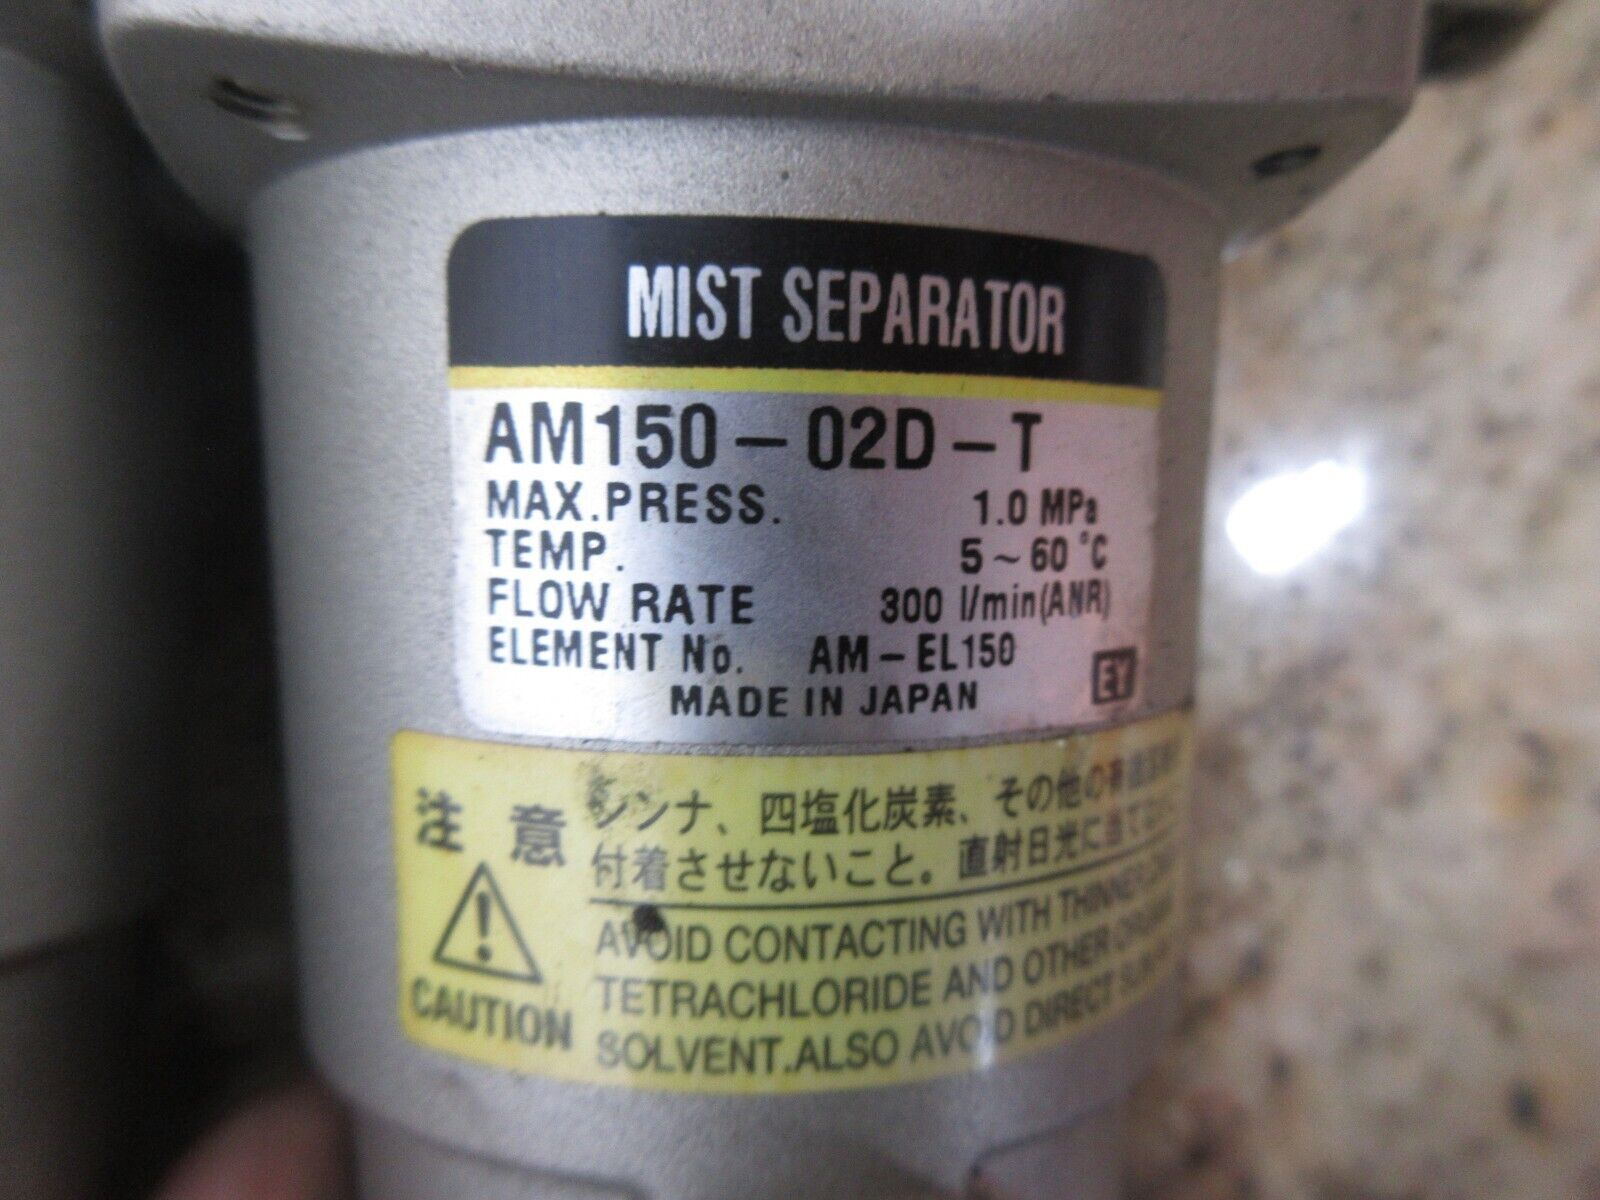 MIST SEPARATOR
AM150-02D-T
MAX.PRESS. 1.0 MPa
TEMP. 5~60 °C
FLOW RATE 300 l/min(ANR)
ELEMENT No. AM-EL150
MADE IN JAPAN EY
注意
シンナ、四塩化炭素、その他の
付着させないこと。直射日光に当て
CAUTION
AVOID CONTACTING WITH THINNER
TETRACHLORIDE AND OTHER
SOLVENT.ALSO AVOID DIRECT